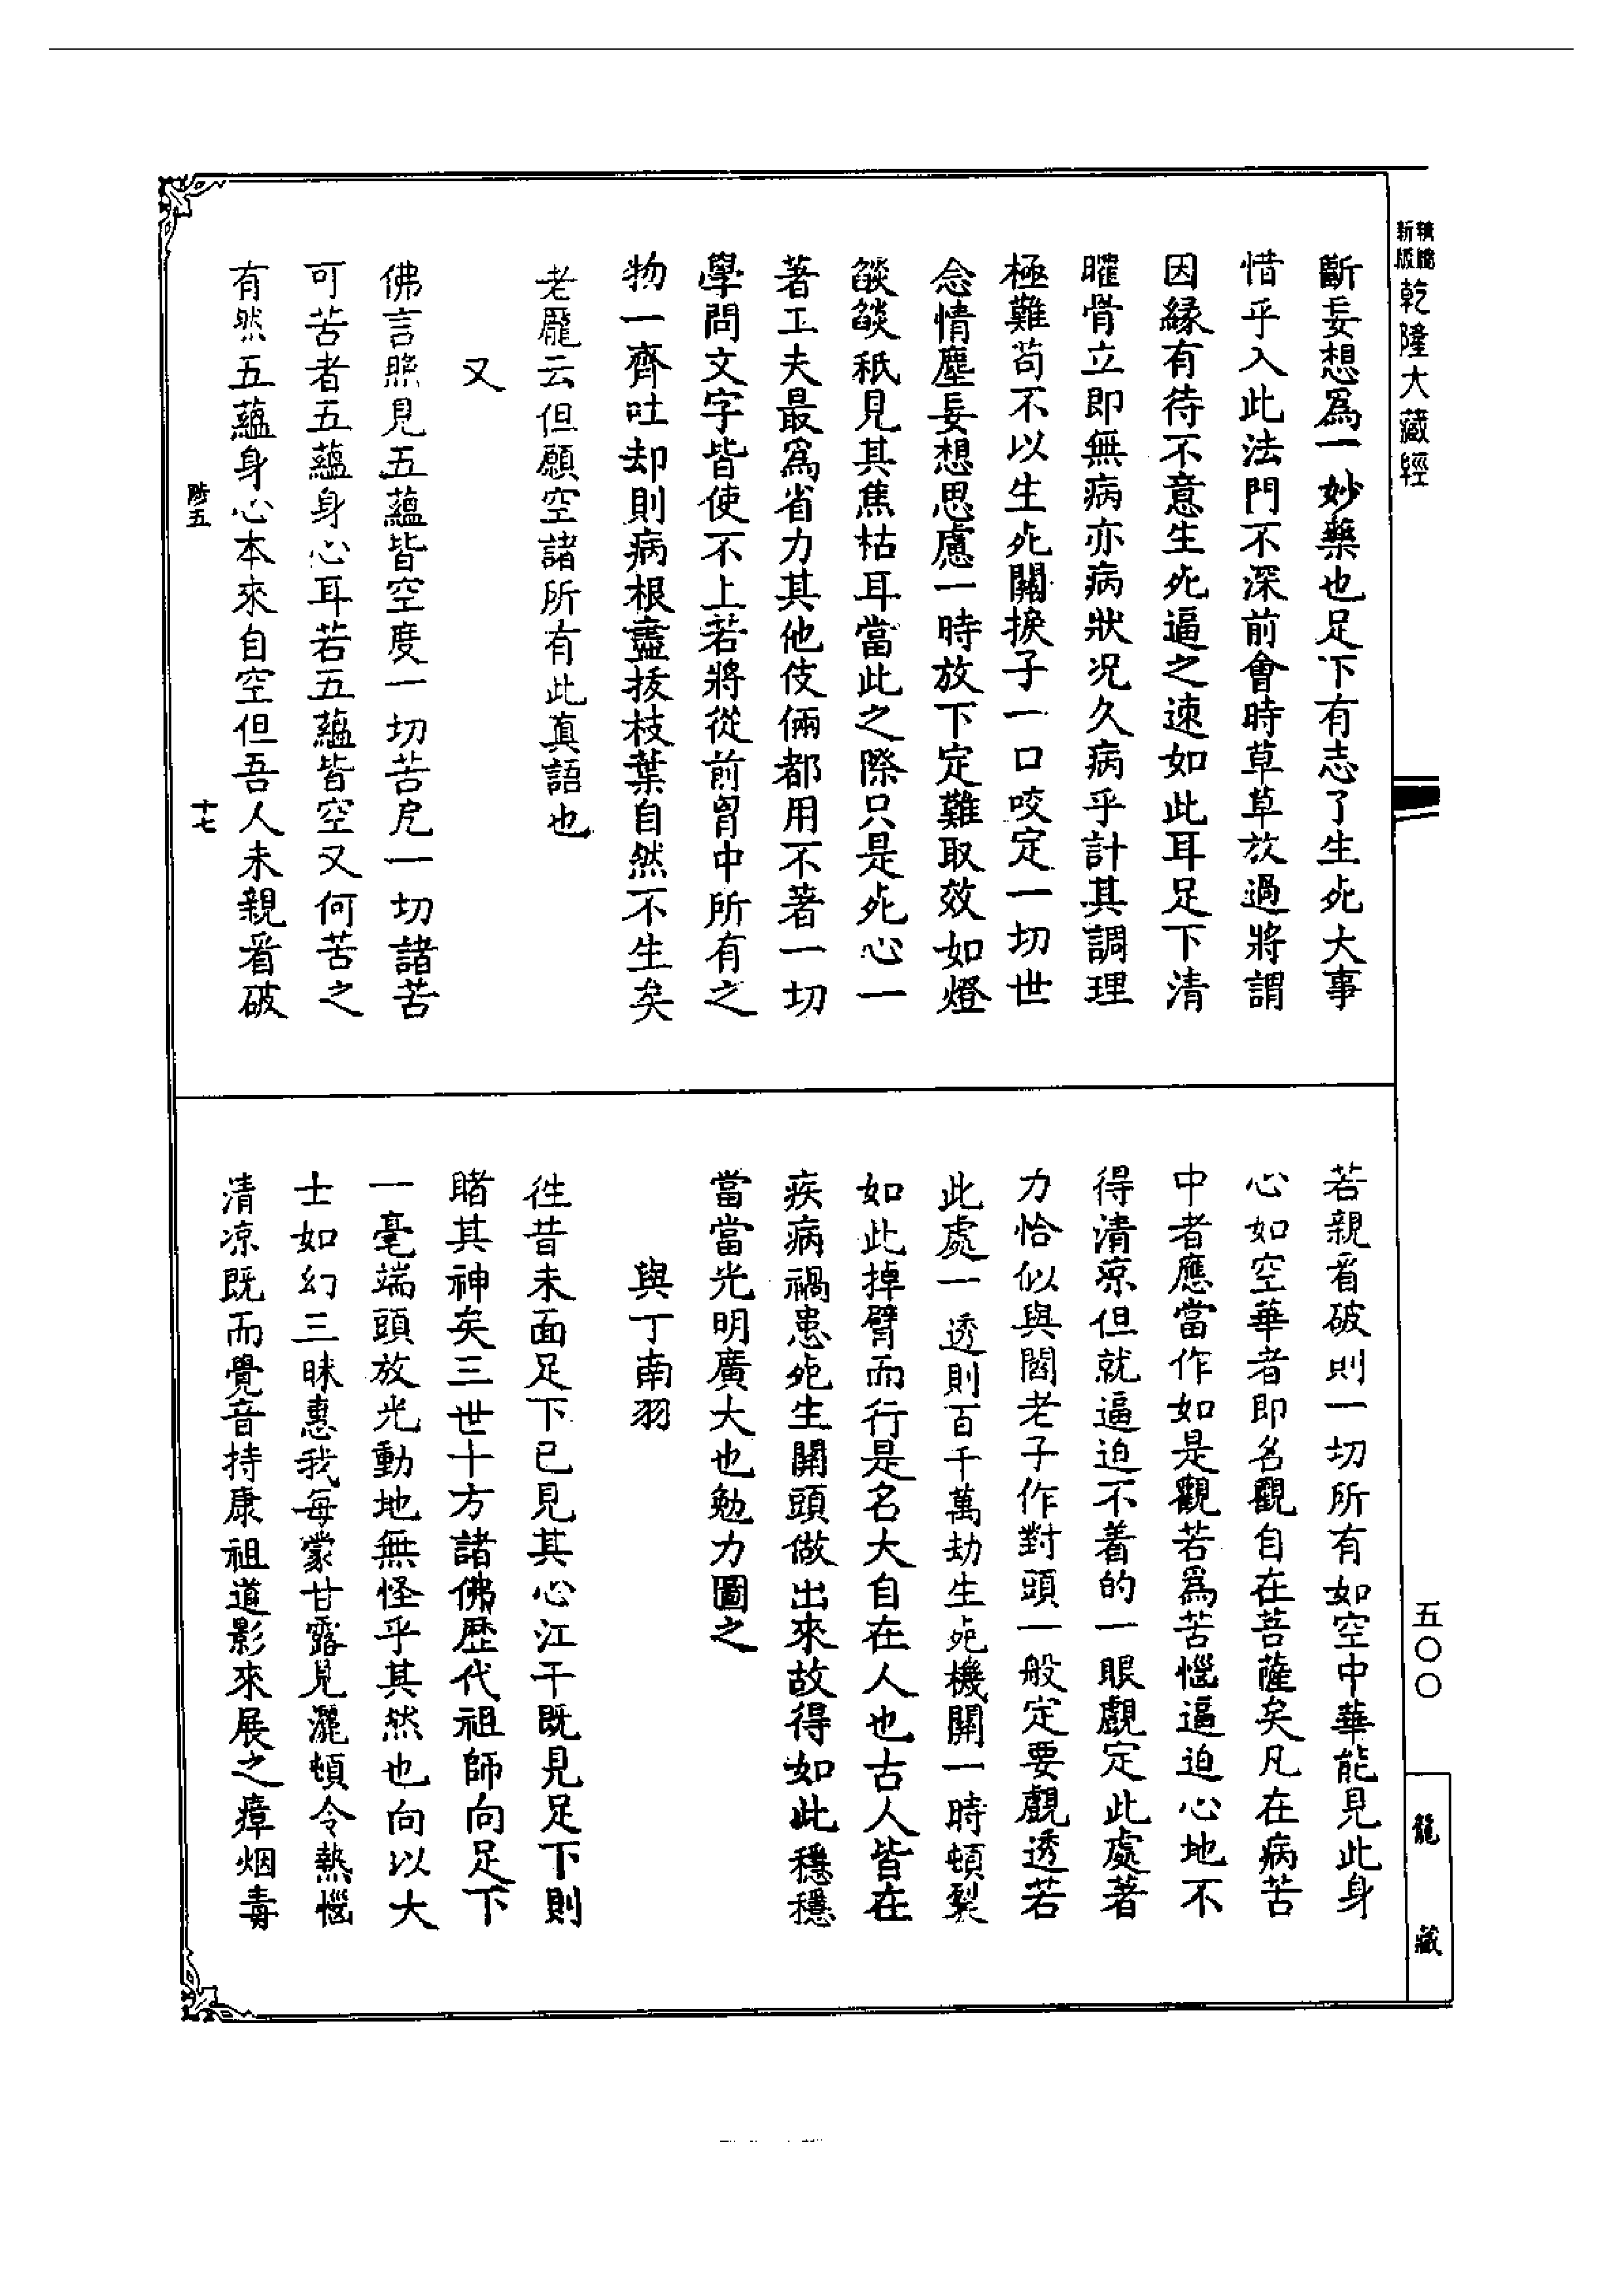 新版
乾隆大藏經
斷妄想爲一妙藥也足下有志了生死大事
惜乎入此法門不深前會時草草放過將謂
因縁有待不意生死逼之速如此耳足下清
臞骨立即無病亦病狀况久病乎計其調理
極難苟不以生死關捩子一口咬定一切世
念情塵妄想思慮一時放下定難取效如燈
燄燄秖見其焦枯耳當此之際只是死心一
著工夫最爲省力其他伎倆都用不著一切
學問文字皆使不上若將從前胷中所有之
物一齊吐却則病根盡拔枝葉自然不生矣
老龐云但願空諸所有此真語也
又
佛言照見五蘊皆空度一切苦戹一切諸苦
可苦者五蘊身心耳若五蘊皆空又何苦之
有然五蘊身心本來自空但吾人未親看破
五
十七
若親看破則一切所有如空中華能見此身
心如空華者即名觀自在菩薩矣凡在病苦
中者應當作如是觀若爲苦惱逼迫心地不
得清凉但就逼迫不着的一眼覷定此處著
力恰似與閻老子作對頭一般定要覷透若
此處一透則百千萬劫生死機關一時頓裂
如此掉臂而行是名大自在人也古人皆在
疾病禍患死生關頭做出來故得如此穩穩
當當光明廣大也勉力圖之
與丁南羽
徃昔未面足下已見其心江干既見足下則
睹其神矣三世十方諸佛歷代祖師向足下
一毫端頭放光動地無怪乎其然也向以大
士如幻三昧惠我每蒙甘露見灑頓令熱惱
清凉既而覺音持康祖道影來展之瘴烟毒
五〇〇
龍藏